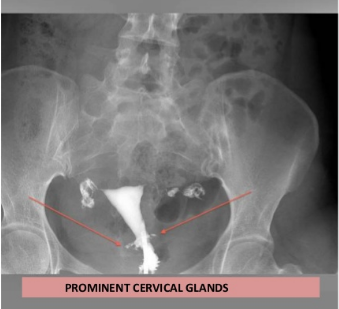 PROMINENT CERVICAL GLANDS